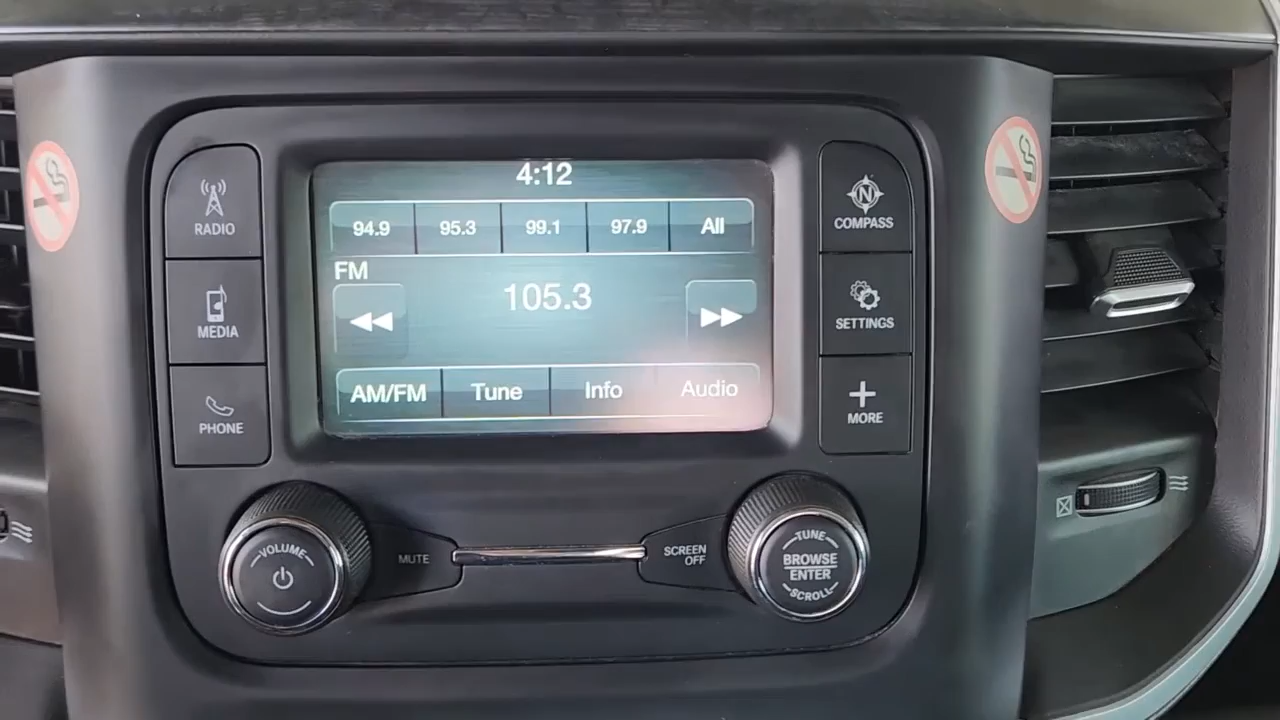 4:12
94.9 95.3 99.1 97.9 All
FM
105.3
AM/FM Tune Info Audio
RADIO
MEDIA
PHONE
N
COMPASS
SETTINGS
MORE
VOLUME
MUTE
SCREEN
OFF
TUNE
BROWSE
ENTER
SCROLL